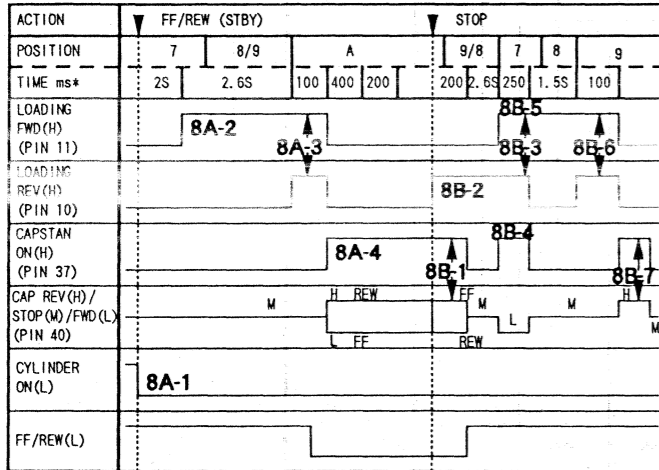 ACTION FF/REW (STBY) STOP
POSITION 7 8/9 A 9/8 7 8 9
TIME ms* 2S 2.6S 100 400 200 200 2.6S 250 1.5S 100
LOADING
FWD(H)
(PIN 11)
8A-2
8A-3
8B-5
8B-3
8B-6
LOADING
REV(H)
(PIN 10)
8B-2
CAPSTAN
ON(H)
(PIN 37)
8A-4
8B-1
8B-4
8B-7
CAP REV(H)/
STOP(M)/FWD(L)
(PIN 40)
M H REW FF M M H
L FF REW L M
CYLINDER
ON(L)
8A-1
FF/REW(L)